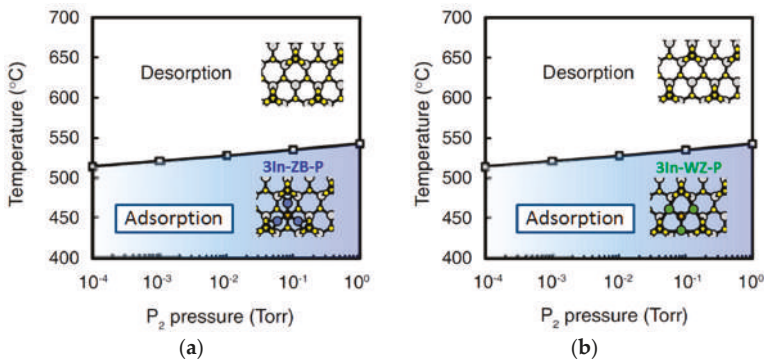 700
650
600
550
500
450
400
Temperature (°C)
Desorption
3In-ZB-P
Adsorption
10⁻⁴ 10⁻³ 10⁻² 10⁻¹ 10⁰
P₂ pressure (Torr)
(a)
700
650
600
550
500
450
400
Temperature (°C)
Desorption
3In-WZ-P
Adsorption
10⁻⁴ 10⁻³ 10⁻² 10⁻¹ 10⁰
P₂ pressure (Torr)
(b)